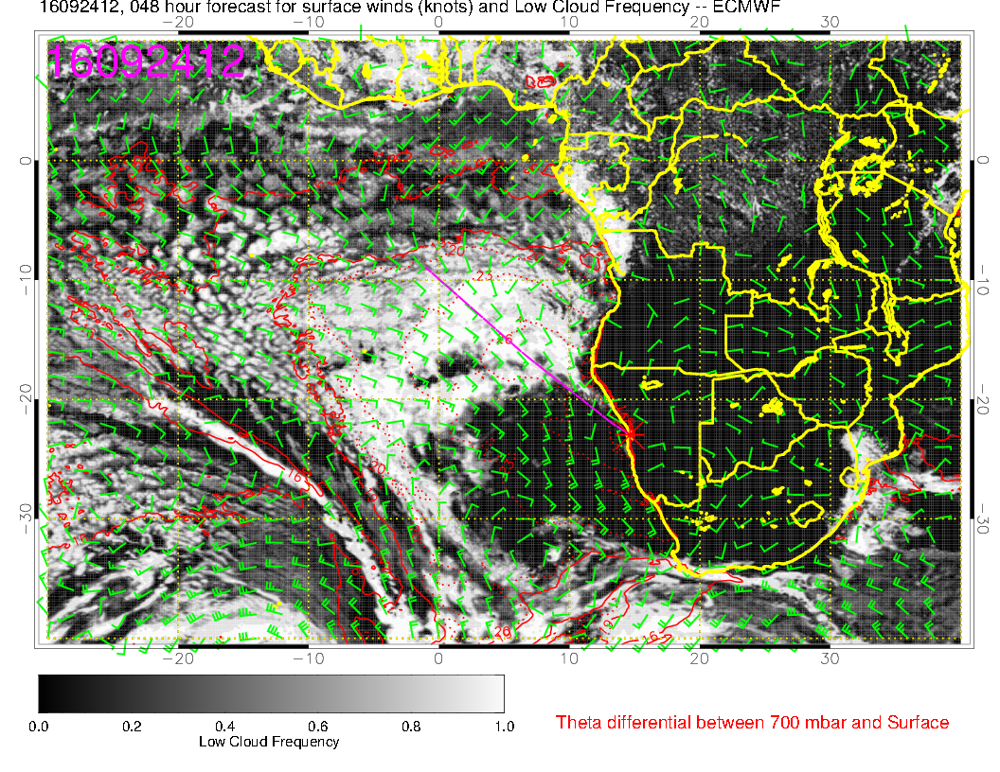 16092412, 048 hour forecast for surface winds (knots) and Low Cloud Frequency -- ECMWF
−20 −10 0 10 20 30
16092412
0 0
−10 −10
−20 −20
−30 −30
20
23
26
20
16
26
−20 −10 0 10 20 30
0.0 0.2 0.4 0.6 0.8 1.0
Low Cloud Frequency
Theta differential between 700 mbar and Surface